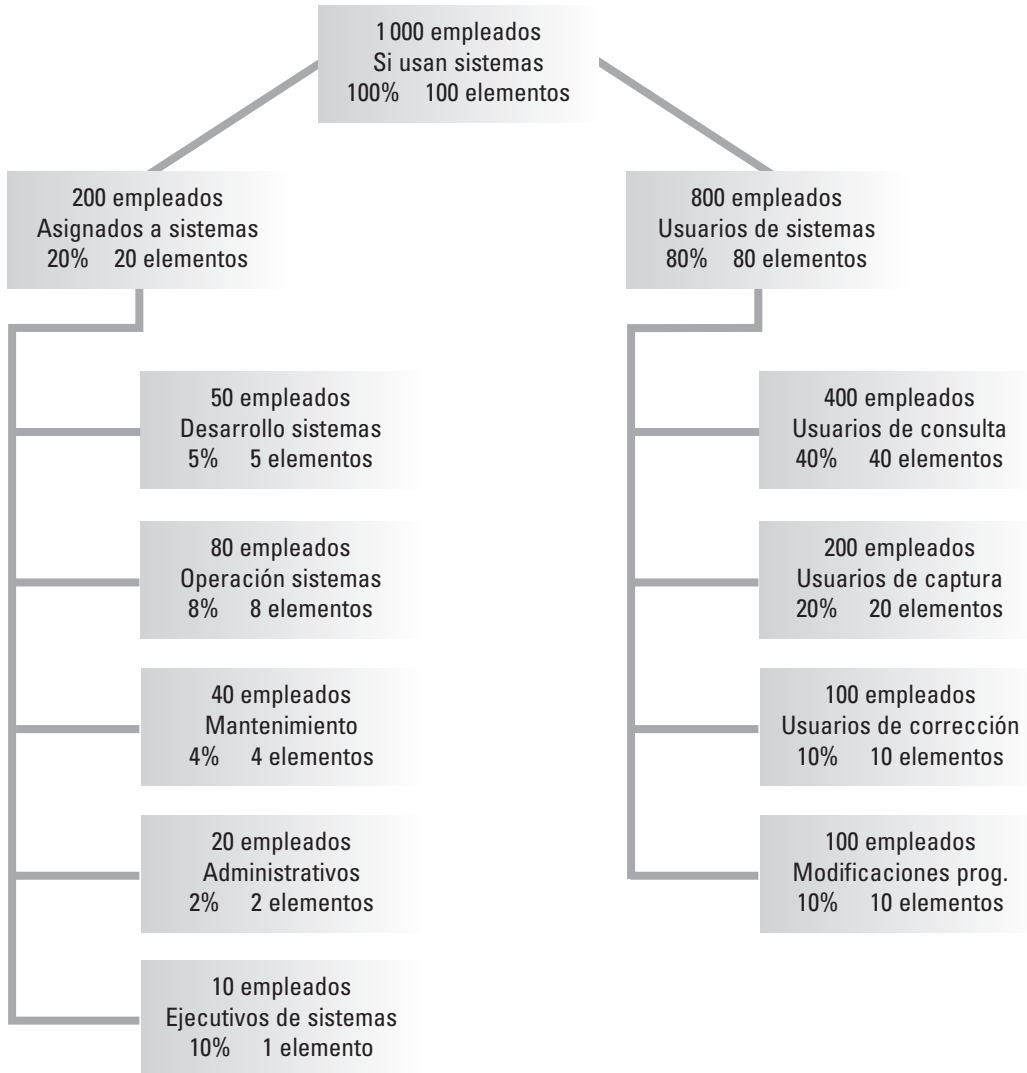 1 000 empleados
Si usan sistemas
100% 100 elementos
200 empleados
Asignados a sistemas
20% 20 elementos
800 empleados
Usuarios de sistemas
80% 80 elementos
50 empleados
Desarrollo sistemas
5% 5 elementos
80 empleados
Operación sistemas
8% 8 elementos
40 empleados
Mantenimiento
4% 4 elementos
20 empleados
Administrativos
2% 2 elementos
10 empleados
Ejecutivos de sistemas
10% 1 elemento
400 empleados
Usuarios de consulta
40% 40 elementos
200 empleados
Usuarios de captura
20% 20 elementos
100 empleados
Usuarios de corrección
10% 10 elementos
100 empleados
Modificaciones prog.
10% 10 elementos